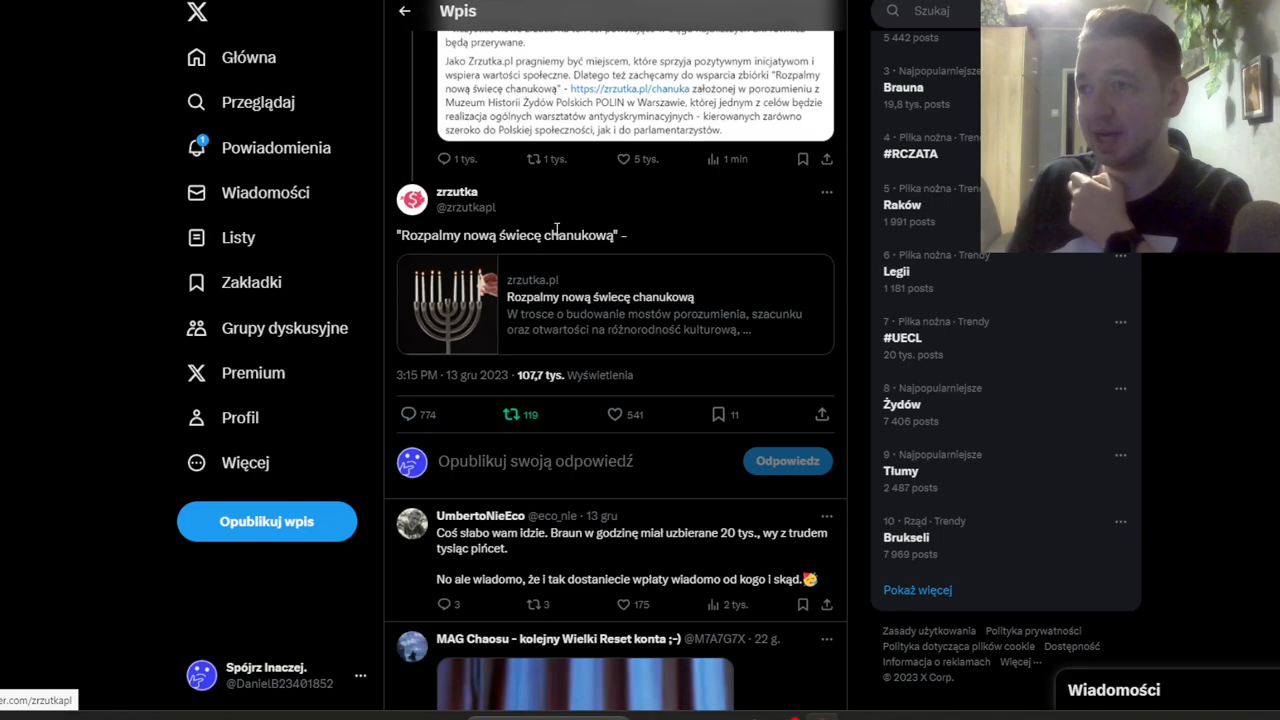 Wpis
Szukaj
Główna
Przeglądaj
1
Powiadomienia
Wiadomości
Listy
Zakładki
Grupy dyskusyjne
Premium
Profil
Więcej
Opublikuj wpis
Spójrz Inaczej.
@DanielB23401852
er.com/zrzutkapl
będą przerywane.
Jako Zrzutka.pl pragniemy być miejscem, które sprzyja pozytywnym inicjatywom i
wspiera wartości społeczne. Dlatego też zachęcamy do wsparcia zbiórki "Rozpalmy
nową świecę chanukową" - https://zrzutka.pl/chanuka założonej w porozumieniu z
Muzeum Historii Żydów Polskich POLIN w Warszawie, której jednym z celów będzie
realizacja ogólnych warsztatów antydyskryminacyjnych - kierowanych zarówno
szeroko do Polskiej społeczności, jak i do parlamentarzystów.
1 tys. 1 tys. 5 tys. 1 min
zrzutka
@zrzutkapl
"Rozpalmy nową świecę chanukową" -
zrzutka.pl
Rozpalmy nową świecę chanukową
W trosce o budowanie mostów porozumienia, szacunku
oraz otwartości na różnorodność kulturową, ...
3:15 PM · 13 gru 2023 · 107,7 tys. Wyświetlenia
774 119 541 11
Opublikuj swoją odpowiedź
Odpowiedz
UmbertoNieEco @eco_nie · 13 gru
Coś słabo wam idzie. Braun w godzinę miał uzbierane 20 tys., wy z trudem
tysiąc pińcet.
No ale wiadomo, że i tak dostaniecie wpłaty wiadomo od kogo i skąd.
3 3 175 2 tys.
MAG Chaosu - kolejny Wielki Reset konta ;-) @M7A7G7X · 22 g.
5 442 posts
3 · Najpopularniejsze
Brauna
19,8 tys. posts
4 · Piłka nożna · Trendy
#RCZATA
5 · Piłka nożna · Trendy
Raków
1 991 posts
6 · Piłka nożna · Trendy
Legii
1 181 posts
7 · Piłka nożna · Trendy
#UECL
20 tys. posts
8 · Najpopularniejsze
Żydów
7 406 posts
9 · Najpopularniejsze
Tłumy
2 487 posts
10 · Rząd · Trendy
Brukseli
7 969 posts
Pokaż więcej
Zasady użytkowania Polityka prywatności
Polityka dotycząca plików cookie Dostępność
Informacja o reklamach Więcej ···
© 2023 X Corp.
Wiadomości